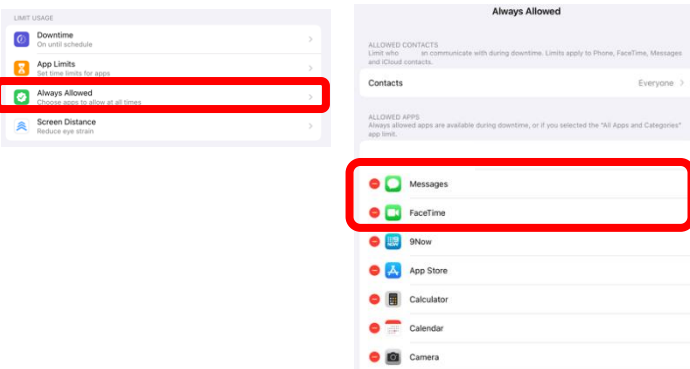 LIMIT USAGE
Downtime
On until schedule
App Limits
Set time limits for apps
Always Allowed
Choose apps to allow at all times
Screen Distance
Reduce eye strain
Always Allowed
ALLOWED CONTACTS
Limit who an communicate with during downtime. Limits apply to Phone, FaceTime, Messages
and iCloud contacts.
Contacts
Everyone
ALLOWED APPS
Always allowed apps are available during downtime, or if you selected the "All Apps and Categories"
app limit.
Messages
FaceTime
9Now
App Store
Calculator
Calendar
Camera